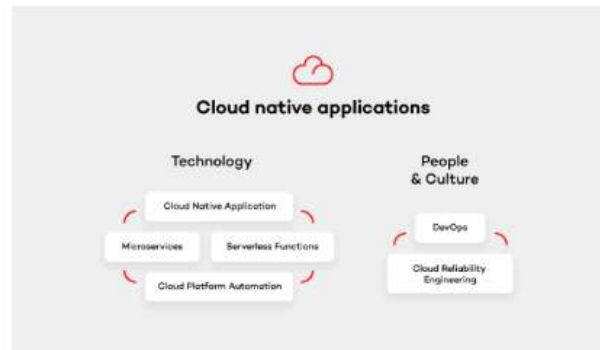 Cloud native applications
Technology
Cloud Native Application
Microservices
Serverless Functions
Cloud Platform Automation
People
& Culture
DevOps
Cloud Reliability
Engineering